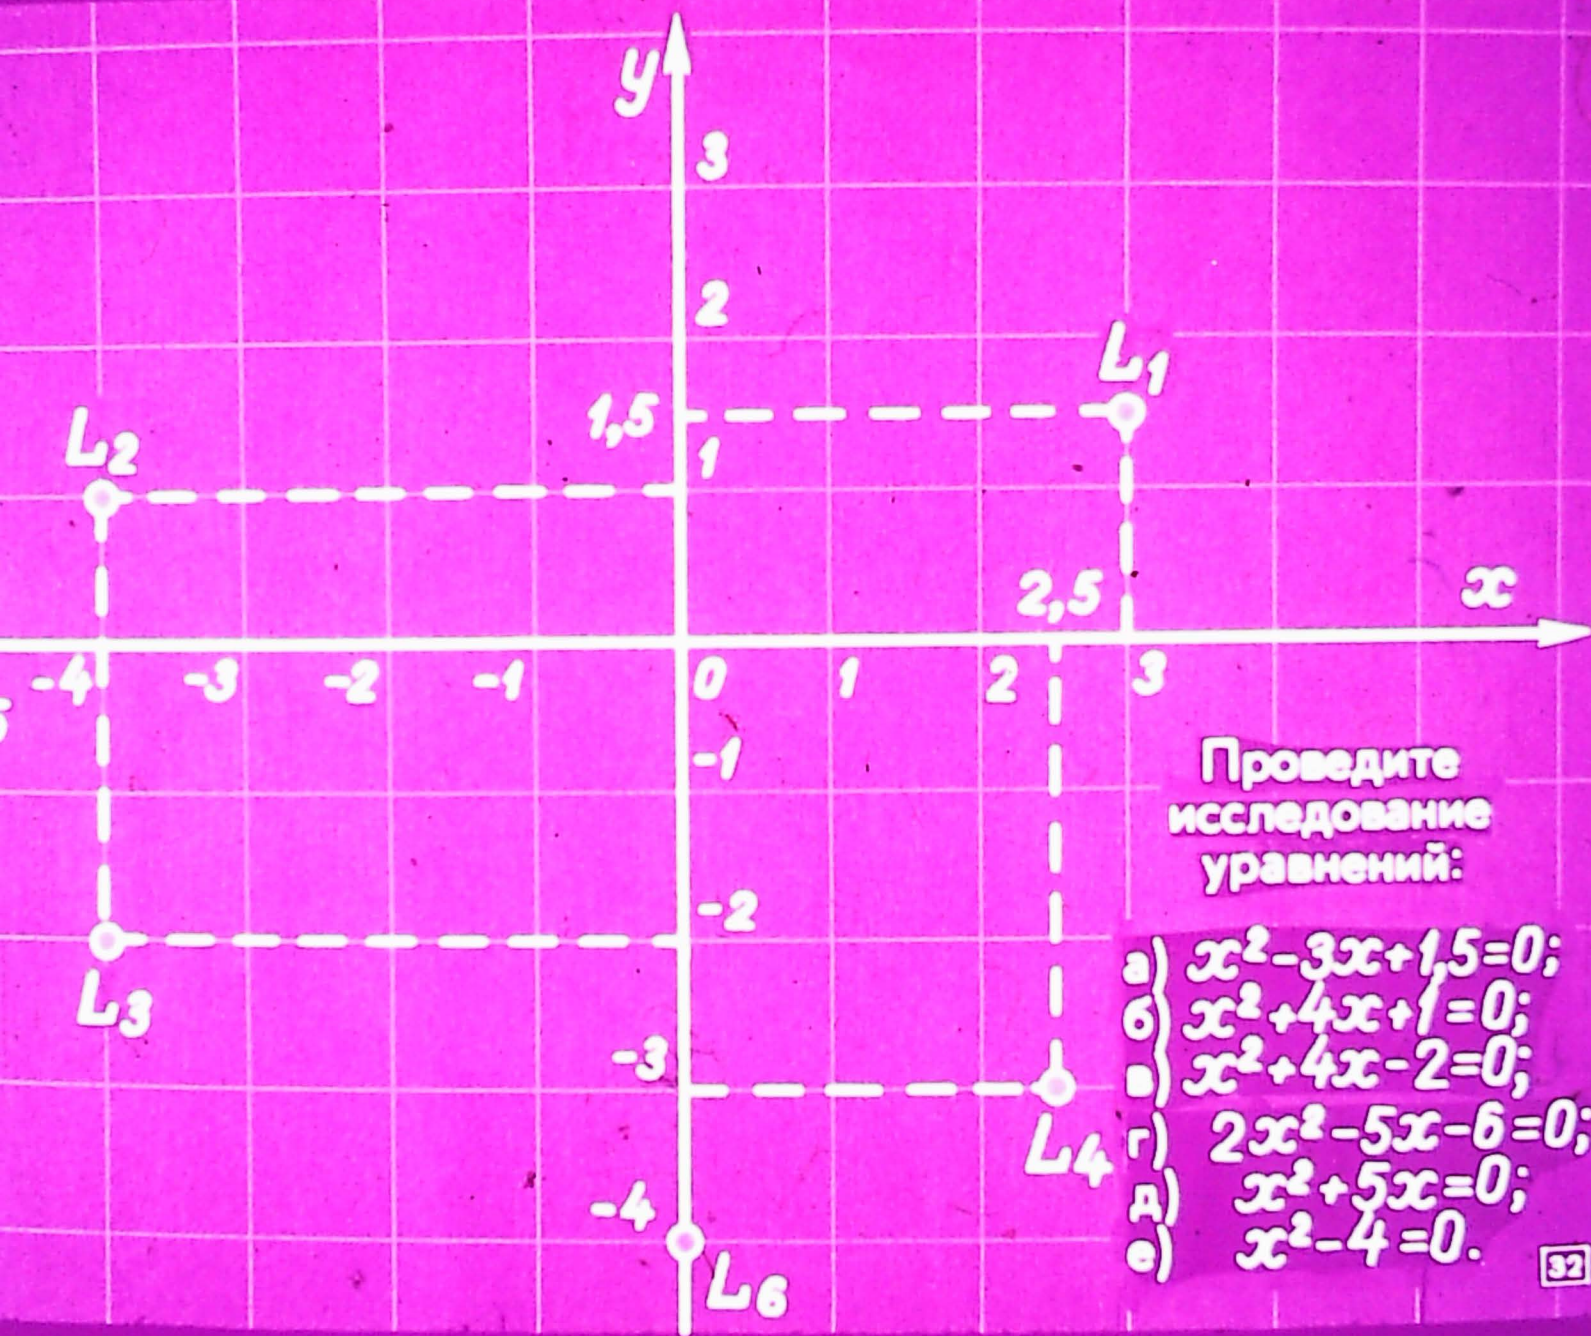 y
3
2
L1
1,5
L2
1
2,5
x
-4 -3 -2 -1 0 1 2 3
-1
Проведите
исследование
уравнений:
-2
а) x²-3x+1,5=0;
L3
б) x²+4x+1=0;
-3
в) x²+4x-2=0;
L4
г) 2x²-5x-6=0;
-4
д) x²+5x=0;
е) x²-4=0.
L6
32